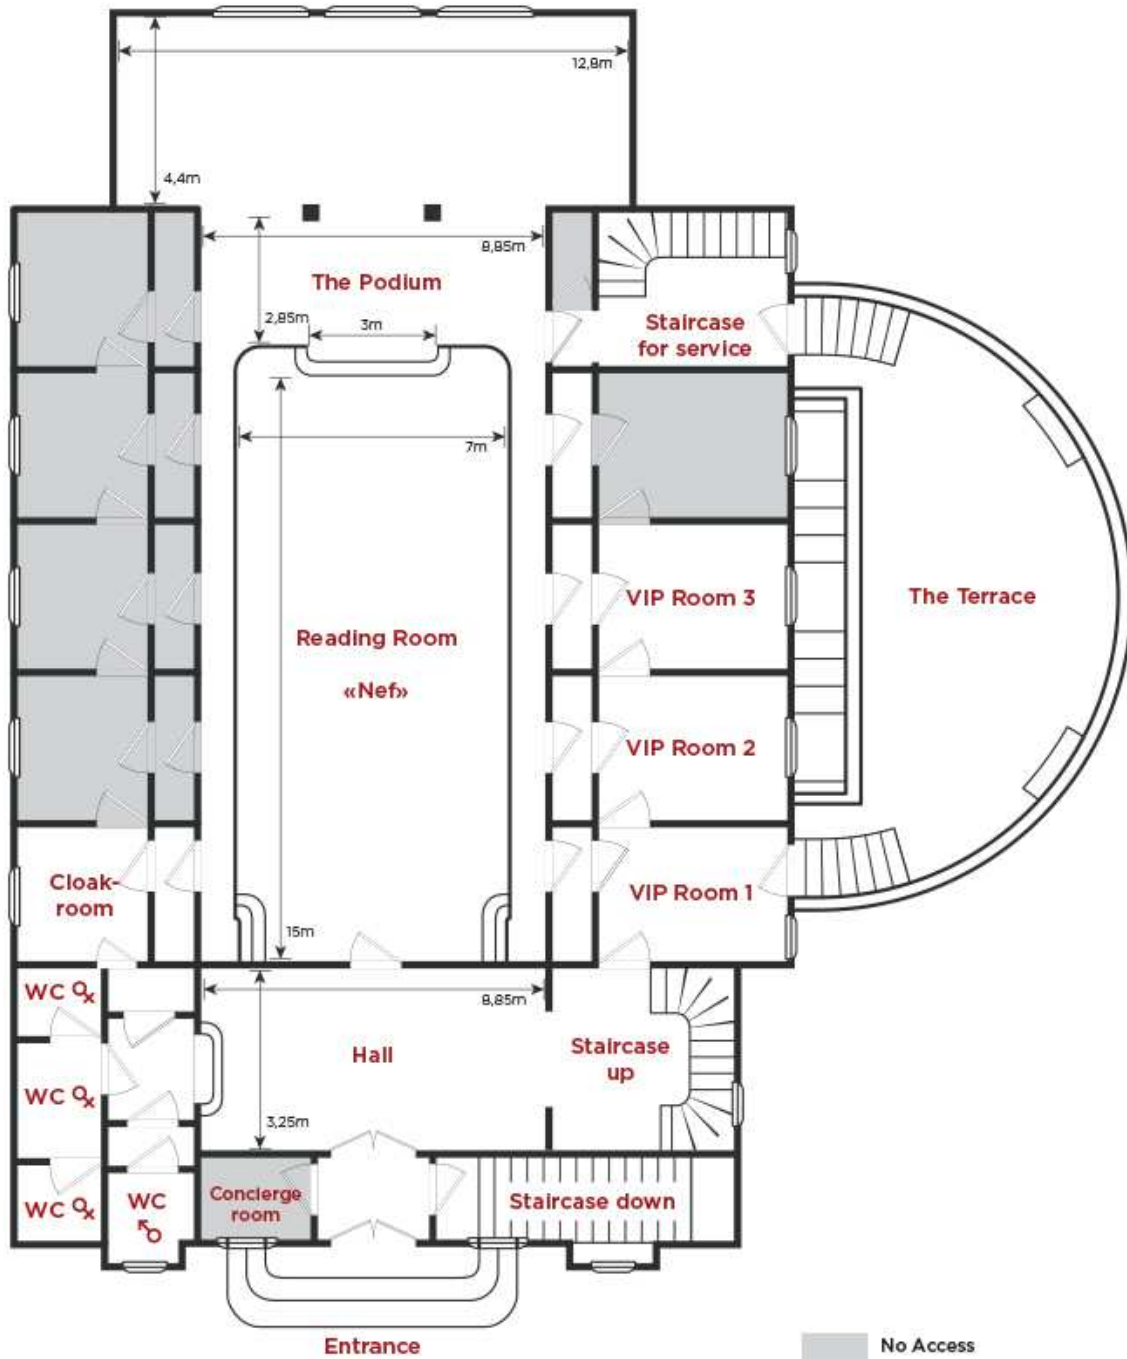 12,8m
4,4m
8,85m
The Podium
2,85m
3m
Staircase
for service
7m
VIP Room 3
The Terrace
Reading Room
«Nef»
VIP Room 2
Cloak-
room
VIP Room 1
15m
WC
8,85m
Hall
Staircase
up
WC
3,25m
Concierge
room
Staircase down
WC
WC
Entrance
No Access